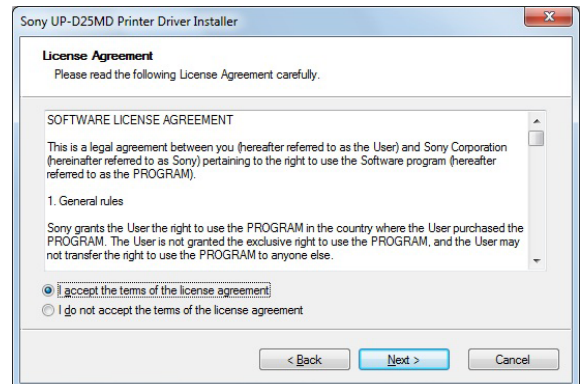 Sony UP-D25MD Printer Driver Installer
License Agreement
Please read the following License Agreement carefully.
SOFTWARE LICENSE AGREEMENT
This is a legal agreement between you (hereafter referred to as the User) and Sony Corporation
(hereinafter referred to as Sony) pertaining to the right to use the Software program (hereafter
referred to as the PROGRAM).
1. General rules
Sony grants the User the right to use the PROGRAM in the country where the User purchased the
PROGRAM. The User is not granted the exclusive right to use the PROGRAM, and the User may
not transfer the right to use the PROGRAM to anyone else.
I accept the terms of the license agreement
I do not accept the terms of the license agreement
< Back Next > Cancel